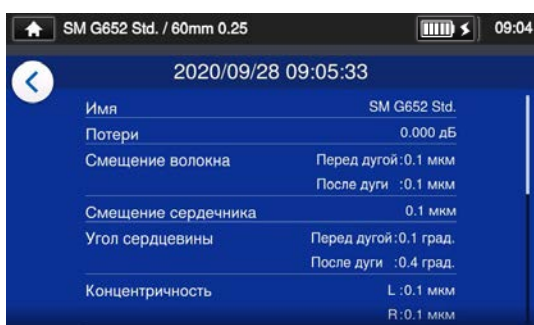 SM G652 Std. / 60mm 0.25 09:04
2020/09/28 09:05:33
Имя SM G652 Std.
Потери 0.000 дБ
Смещение волокна Перед дугой:0.1 мкм
После дуги :0.1 мкм
Смещение сердечника 0.1 мкм
Угол сердцевины Перед дугой:0.1 град.
После дуги :0.4 град.
Концентричность L :0.1 мкм
R:0.1 мкм